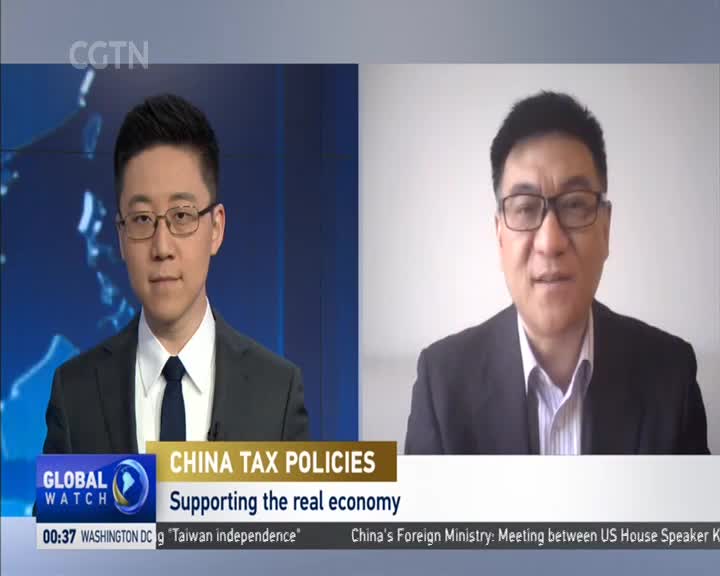 CGTN
CHINA TAX POLICIES
GLOBAL
WATCH
Supporting the real economy
00:37 WASHINGTON DC
"Taiwan independence" China's Foreign Ministry: Meeting between US House Speaker K